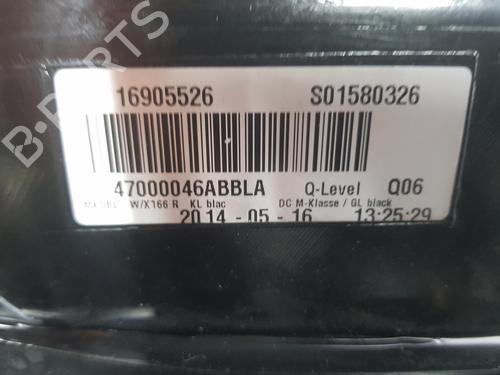 B-PARTS
16905526 S01580326
47000046ABBLA Q-Level Q06
W/X166 R KL blac DC M-Klasse / GL black
2014-05-16 13:25:29